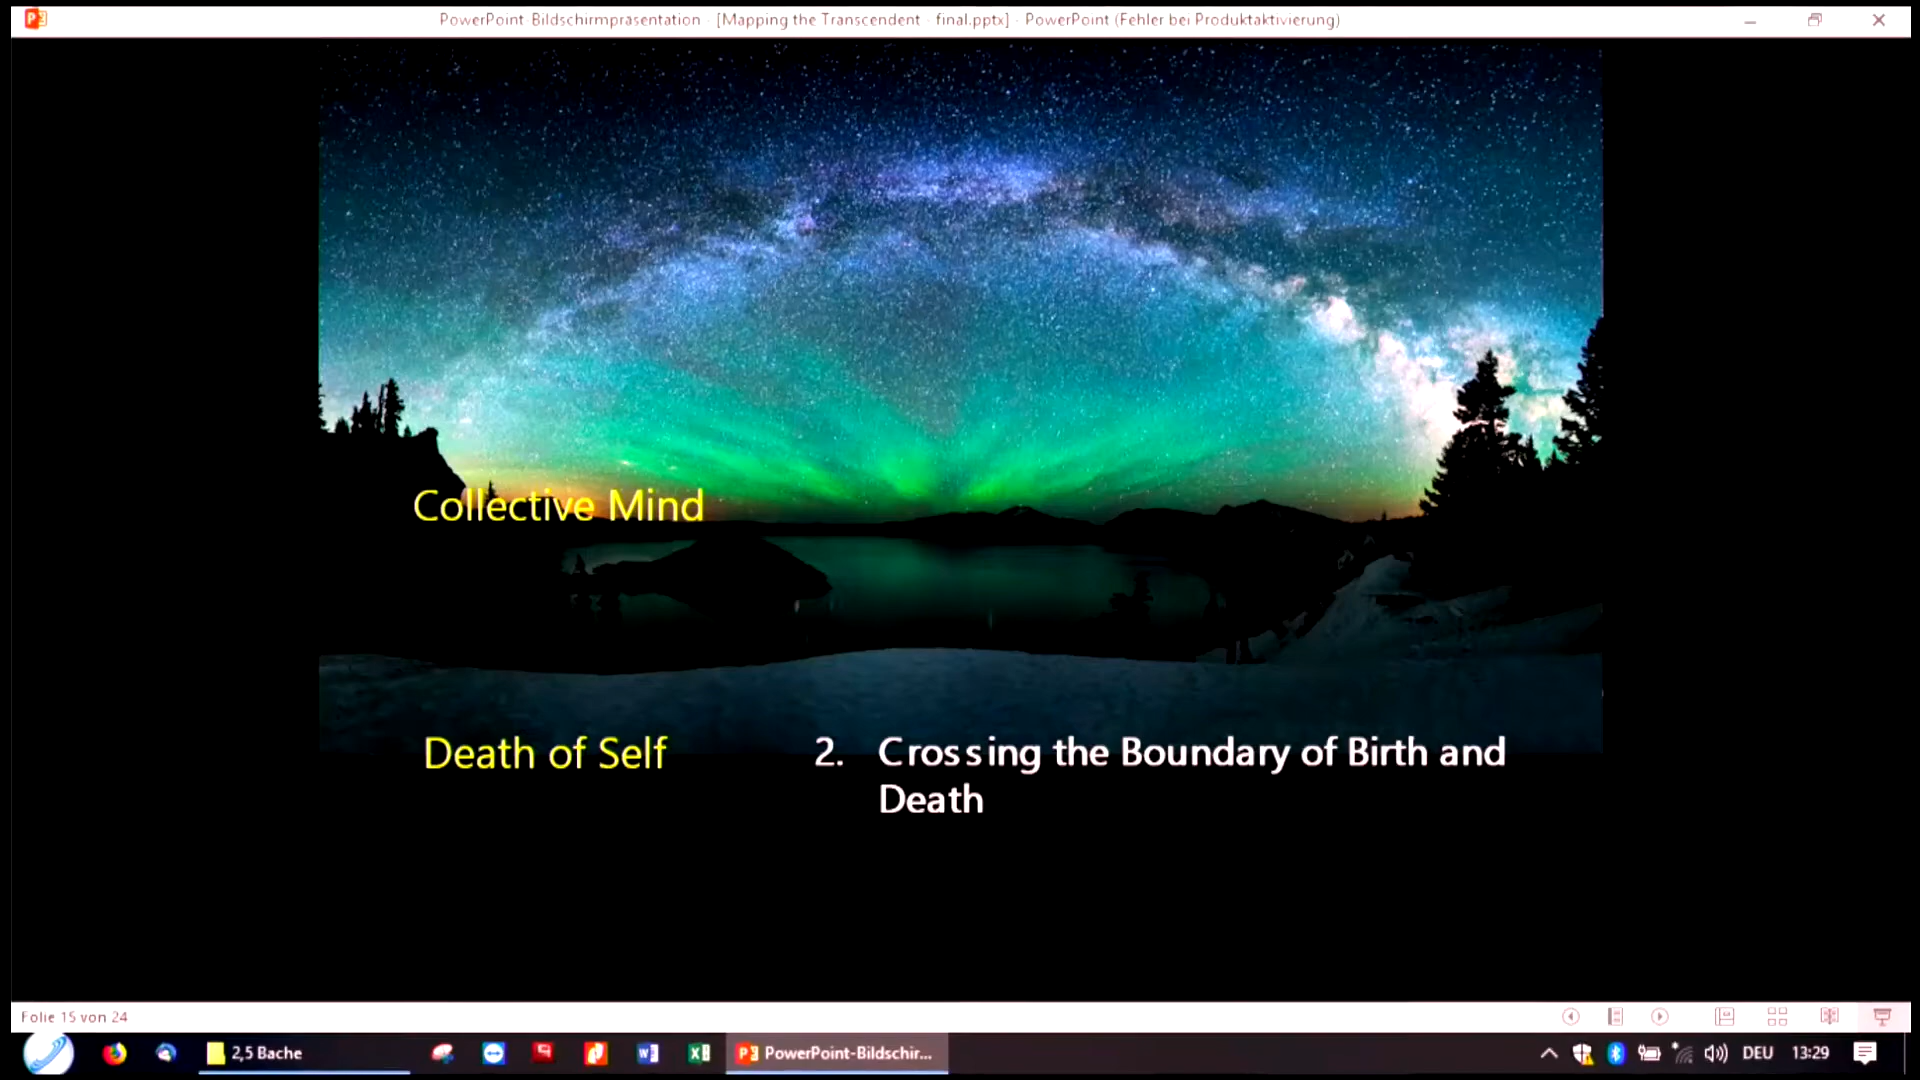 PowerPoint-Bildschirmpräsentation - [Mapping the Transcendent - final.pptx] - PowerPoint (Fehler bei Produktaktivierung)
Collective Mind
Death of Self
2. Crossing the Boundary of Birth and
Death
Folie 15 von 24
2,5 Bache
PowerPoint-Bildschir...
DEU
13:29